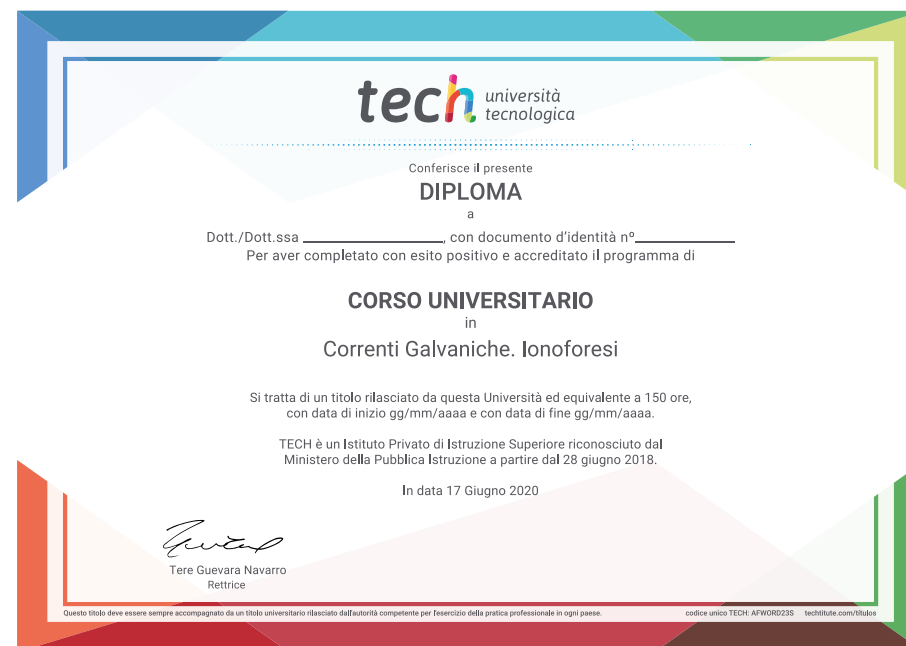 tech università
tecnologica
Conferisce il presente
DIPLOMA
a
Dott./Dott.ssa ____________________, con documento d'identità nº______________
Per aver completato con esito positivo e accreditato il programma di
CORSO UNIVERSITARIO
in
Correnti Galvaniche. Ionoforesi
Si tratta di un titolo rilasciato da questa Università ed equivalente a 150 ore,
con data di inizio gg/mm/aaaa e con data di fine gg/mm/aaaa.
TECH è un Istituto Privato di Istruzione Superiore riconosciuto dal
Ministero della Pubblica Istruzione a partire dal 28 giugno 2018.
In data 17 Giugno 2020
Tere Guevara Navarro
Rettrice
Questo titolo deve essere sempre accompagnato da un titolo universitario rilasciato dall'autorità competente per l'esercizio della pratica professionale in ogni paese. codice unico TECH: AFWORD23S techtitute.com/títulos